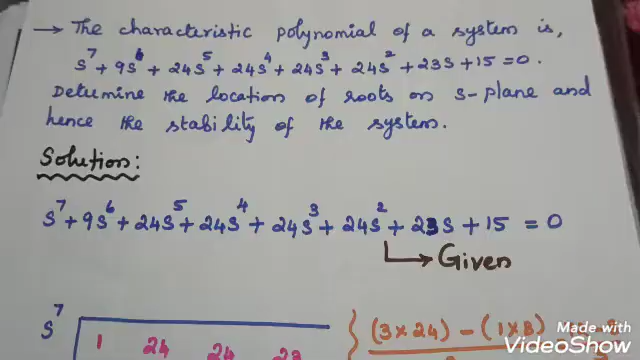 → The characteristic polynomial of a system is,
s⁷ + 9s⁶ + 24s⁵ + 24s⁴ + 24s³ + 24s² + 23s + 15 = 0.
Determine the location of roots on s-plane and
hence the stability of the system.
Solution:
s⁷ + 9s⁶ + 24s⁵ + 24s⁴ + 24s³ + 24s² + 23s + 15 = 0
Given
s⁷
(3×24) - (1×8)
1 24 24 23
Made with
VideoShow